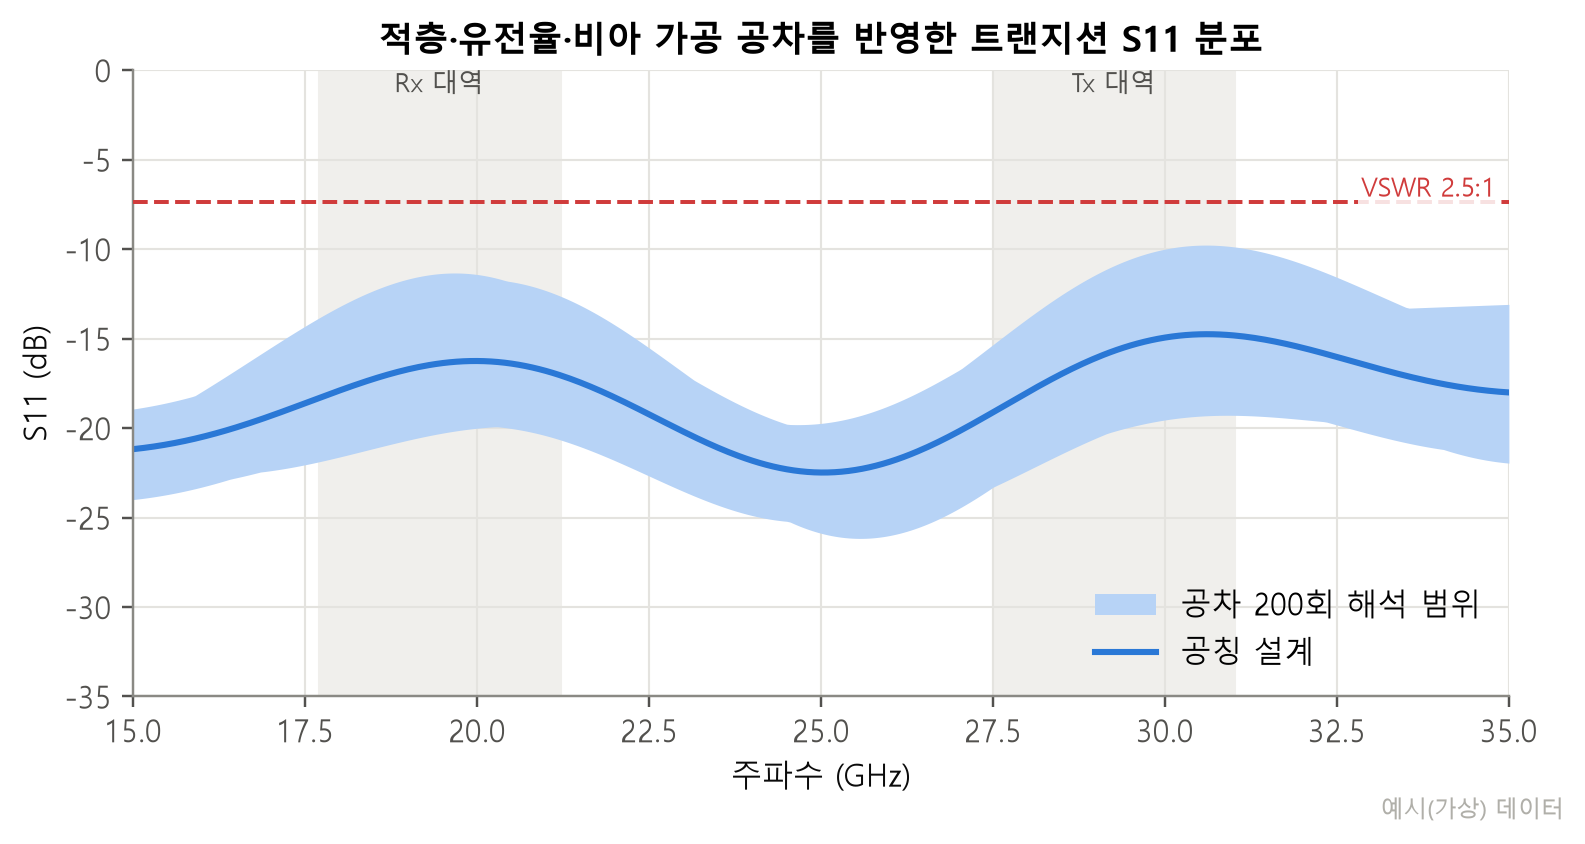 적층·유전율·비아 가공 공차를 반영한 트랜지션 S11 분포
Rx 대역
Tx 대역
VSWR 2.5:1
0
-5
-10
-15
-20
-25
-30
-35
S11 (dB)
공차 200회 해석 범위
공칭 설계
15.0 17.5 20.0 22.5 25.0 27.5 30.0 32.5 35.0
주파수 (GHz)
예시(가상) 데이터